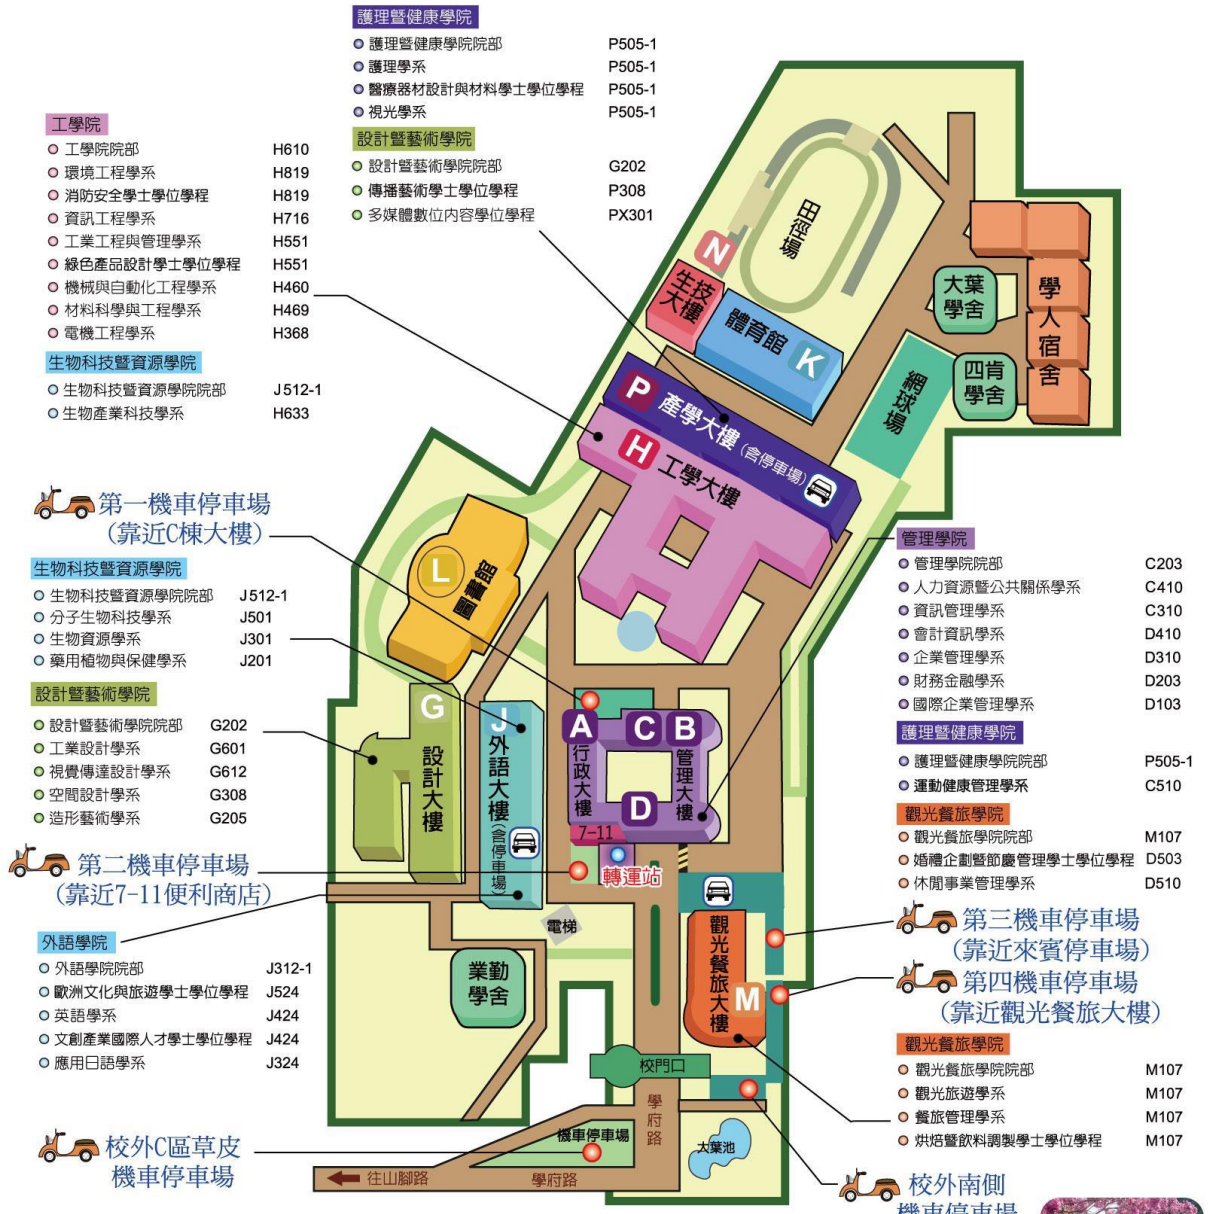 護理暨健康學院
護理暨健康學院院部 P505-1
護理學系 P505-1
醫療器材設計與材料學士學位學程 P505-1
視光學系 P505-1
設計暨藝術學院
設計暨藝術學院院部 G202
傳播藝術學士學位學程 P308
多媒體數位內容學位學程 PX301
工學院
工學院院部 H610
環境工程學系 H819
消防安全學士學位學程 H819
資訊工程學系 H716
工業工程與管理學系 H551
綠色產品設計學士學位學程 H551
機械與自動化工程學系 H460
材料科學與工程學系 H469
電機工程學系 H368
生物科技暨資源學院
生物科技暨資源學院院部 J512-1
生物產業科技學系 H633
第一機車停車場
(靠近C棟大樓)
生物科技暨資源學院
生物科技暨資源學院院部 J512-1
分子生物科技學系 J501
生物資源學系 J301
藥用植物與保健學系 J201
設計暨藝術學院
設計暨藝術學院院部 G202
工業設計學系 G601
視覺傳達設計學系 G612
空間設計學系 G308
造形藝術學系 G205
第二機車停車場
(靠近7-11便利商店)
外語學院
外語學院院部 J312-1
歐洲文化與旅遊學士學位學程 J524
英語學系 J424
文創產業國際人才學士學位學程 J424
應用日語學系 J324
校外C區草皮
機車停車場
田徑場
N
生技大樓
體育館 K
大葉學舍
學人宿舍
四肯學舍
網球場
P 產學大樓(含停車場)
H 工學大樓
L 圖書館
G 設計大樓
J 外語大樓(含停車場)
A 行政大樓
C
B 管理大樓
D
7-11
轉運站
電梯
業勤學舍
觀光餐旅大樓 M
校門口
學府路
機車停車場
大葉池
往山腳路
學府路
管理學院
管理學院院部 C203
人力資源暨公共關係學系 C410
資訊管理學系 C310
會計資訊學系 D410
企業管理學系 D310
財務金融學系 D203
國際企業管理學系 D103
護理暨健康學院
護理暨健康學院院部 P505-1
運動健康管理學系 C510
觀光餐旅學院
觀光餐旅學院院部 M107
婚禮企劃暨節慶管理學士學位學程 D503
休閒事業管理學系 D510
第三機車停車場
(靠近來賓停車場)
第四機車停車場
(靠近觀光餐旅大樓)
觀光餐旅學院
觀光餐旅學院院部 M107
觀光旅遊學系 M107
餐旅管理學系 M107
烘焙暨飲料調製學士學位學程 M107
校外南側
機車停車場